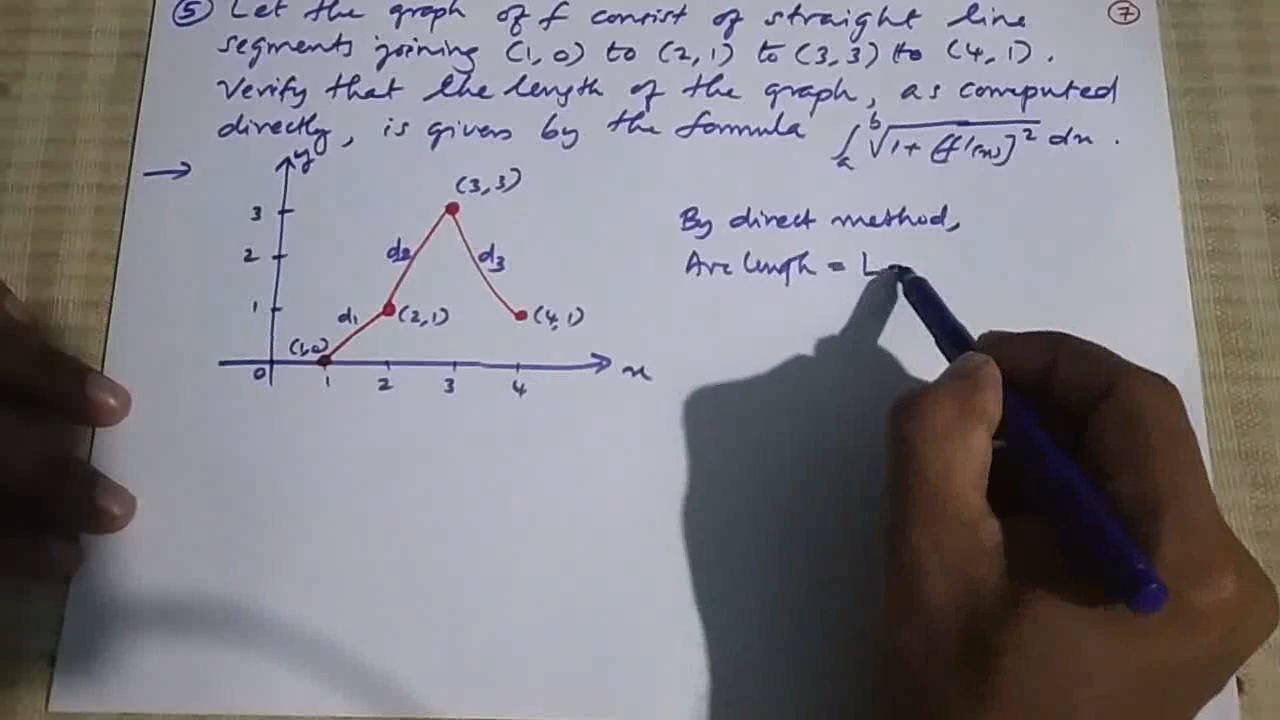 ⑤ Let the graph of f consist of straight line
⑦
segments joining (1,0) to (2,1) to (3,3) to (4,1).
Verify that the length of the graph, as computed
directly, is given by the formula ∫ₐᵇ √1+[f'(x)]² dx.
→
y
(3,3)
3
By direct method,
2
d2
d3
Arc length = L
1
d1
(2,1)
(4,1)
(1,0)
0
1
2
3
4
x